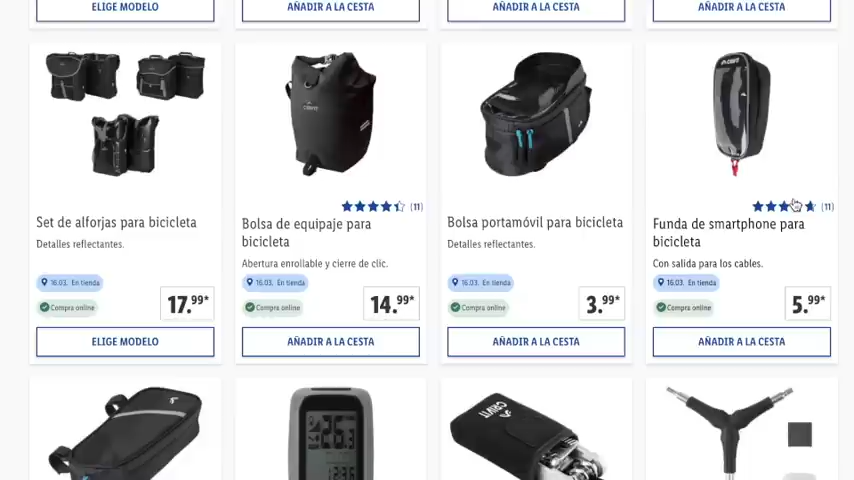 ELIGE MODELO
AÑADIR A LA CESTA
AÑADIR A LA CESTA
AÑADIR A LA CESTA
CRIVIT
(11)
(11)
Set de alforjas para bicicleta
Detalles reflectantes.
16.03. En tienda
Compra online
17.99*
ELIGE MODELO
Bolsa de equipaje para
bicicleta
Abertura enrollable y cierre de clic.
16.03. En tienda
Compra online
14.99*
AÑADIR A LA CESTA
Bolsa portamóvil para bicicleta
Detalles reflectantes.
16.03. En tienda
Compra online
3.99*
AÑADIR A LA CESTA
Funda de smartphone para
bicicleta
Con salida para los cables.
16.03. En tienda
Compra online
5.99*
AÑADIR A LA CESTA
CRIVIT